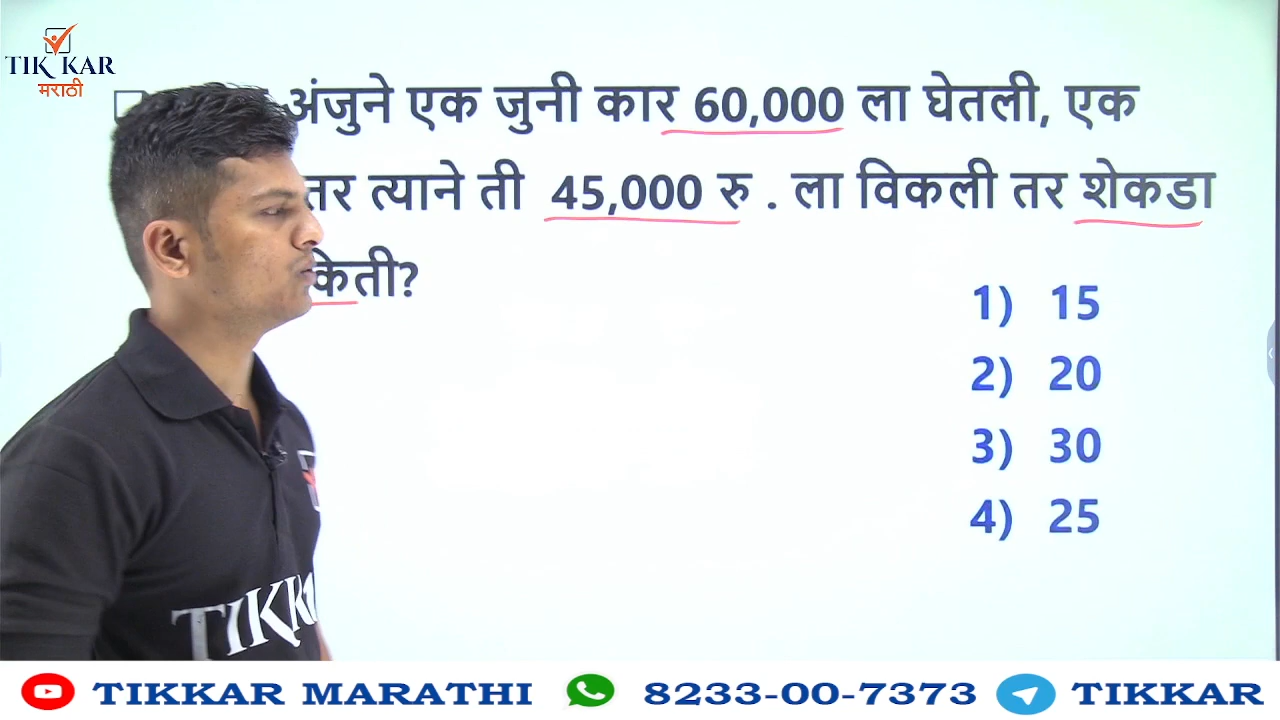 TIK KAR
मराठी
अंजुने एक जुनी कार 60,000 ला घेतली, एक
तर त्याने ती 45,000 रु . ला विकली तर शेकडा
किती?
1) 15
2) 20
3) 30
4) 25
TIKK
TIKKAR MARATHI 8233-00-7373 TIKKAR